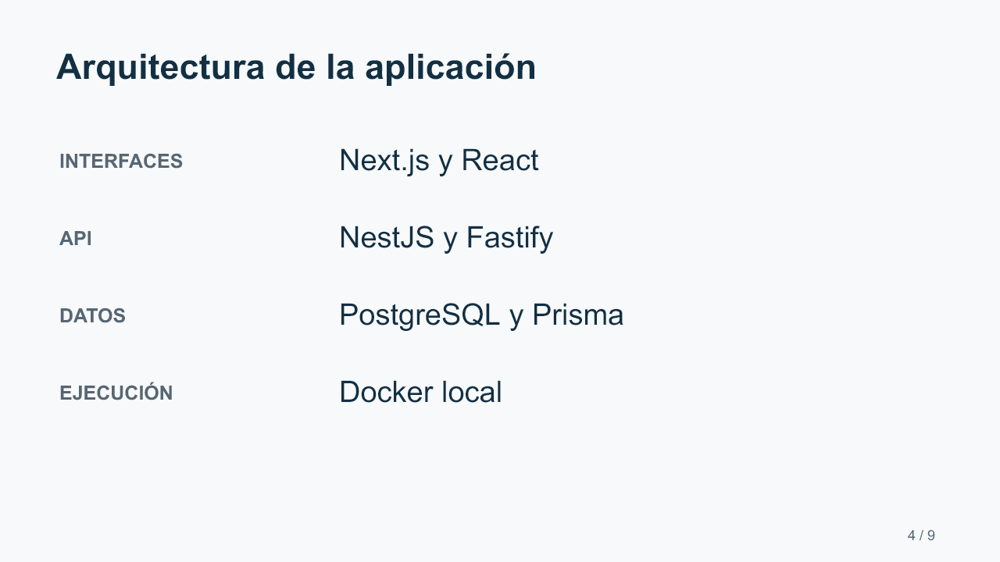 Arquitectura de la aplicación
INTERFACES Next.js y React
API NestJS y Fastify
DATOS PostgreSQL y Prisma
EJECUCIÓN Docker local
4 / 9